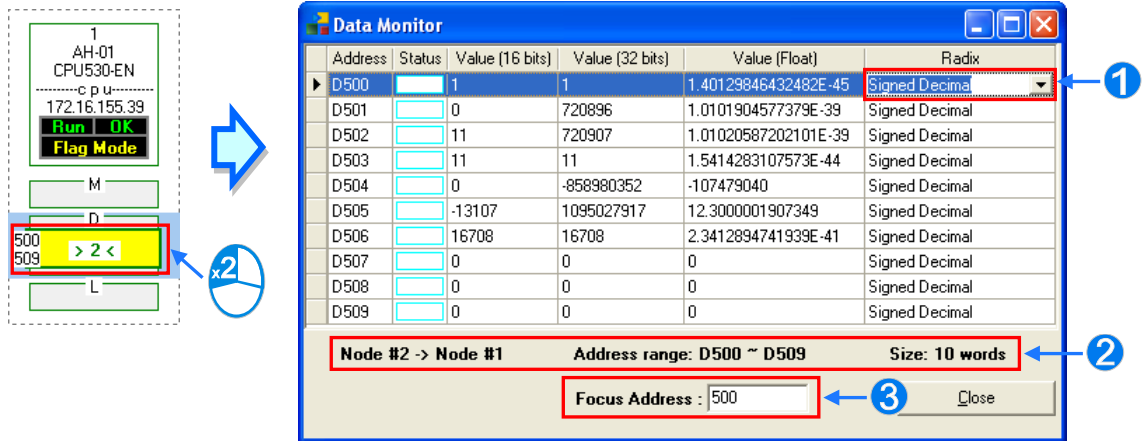 1
AH-01
CPU530-EN
---------c p u---------
172.16.155.39
Run OK
Flag Mode
M
D
500
509
> 2 <
L
x2
Data Monitor
Address Status Value (16 bits) Value (32 bits) Value (Float) Radix
D500 1 1 1.40129846432482E-45 Signed Decimal
D501 0 720896 1.0101904577379E-39 Signed Decimal
D502 11 720907 1.01020587202101E-39 Signed Decimal
D503 11 11 1.5414283107573E-44 Signed Decimal
D504 0 -858980352 -107479040 Signed Decimal
D505 -13107 1095027917 12.3000001907349 Signed Decimal
D506 16708 16708 2.3412894741939E-41 Signed Decimal
D507 0 0 0 Signed Decimal
D508 0 0 0 Signed Decimal
D509 0 0 0 Signed Decimal
1
Node #2 -> Node #1 Address range: D500 ~ D509 Size: 10 words
2
Focus Address : 500
3
Close